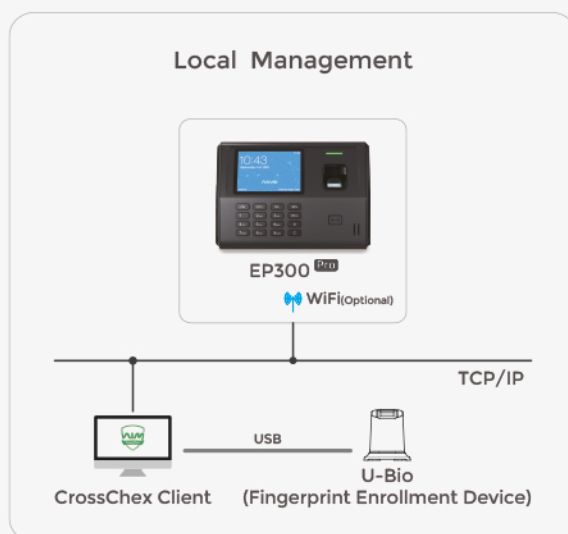 Local Management
10:43
EP300 Pro
WiFi(Optional)
TCP/IP
USB
CrossChex Client
U-Bio
(Fingerprint Enrollment Device)